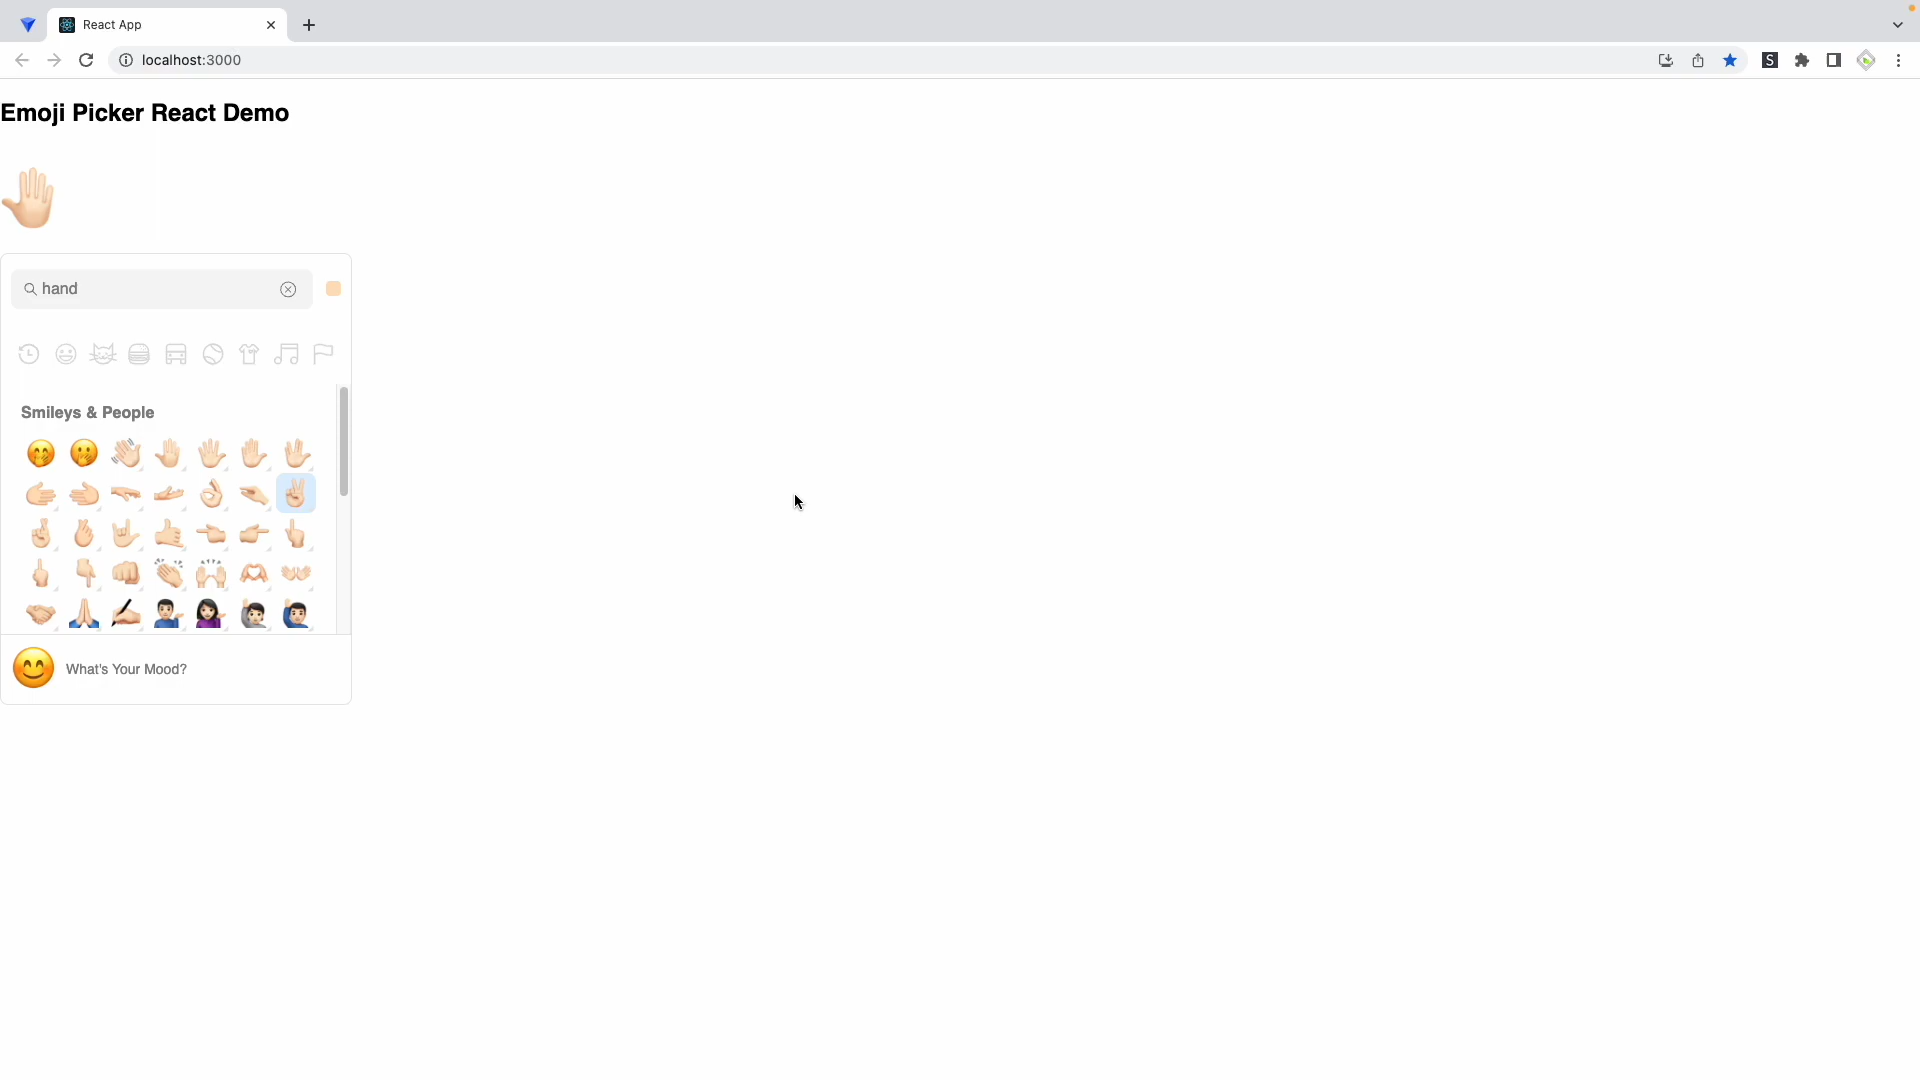 React App
localhost:3000
S
Emoji Picker React Demo
hand
Smileys & People
What's Your Mood?